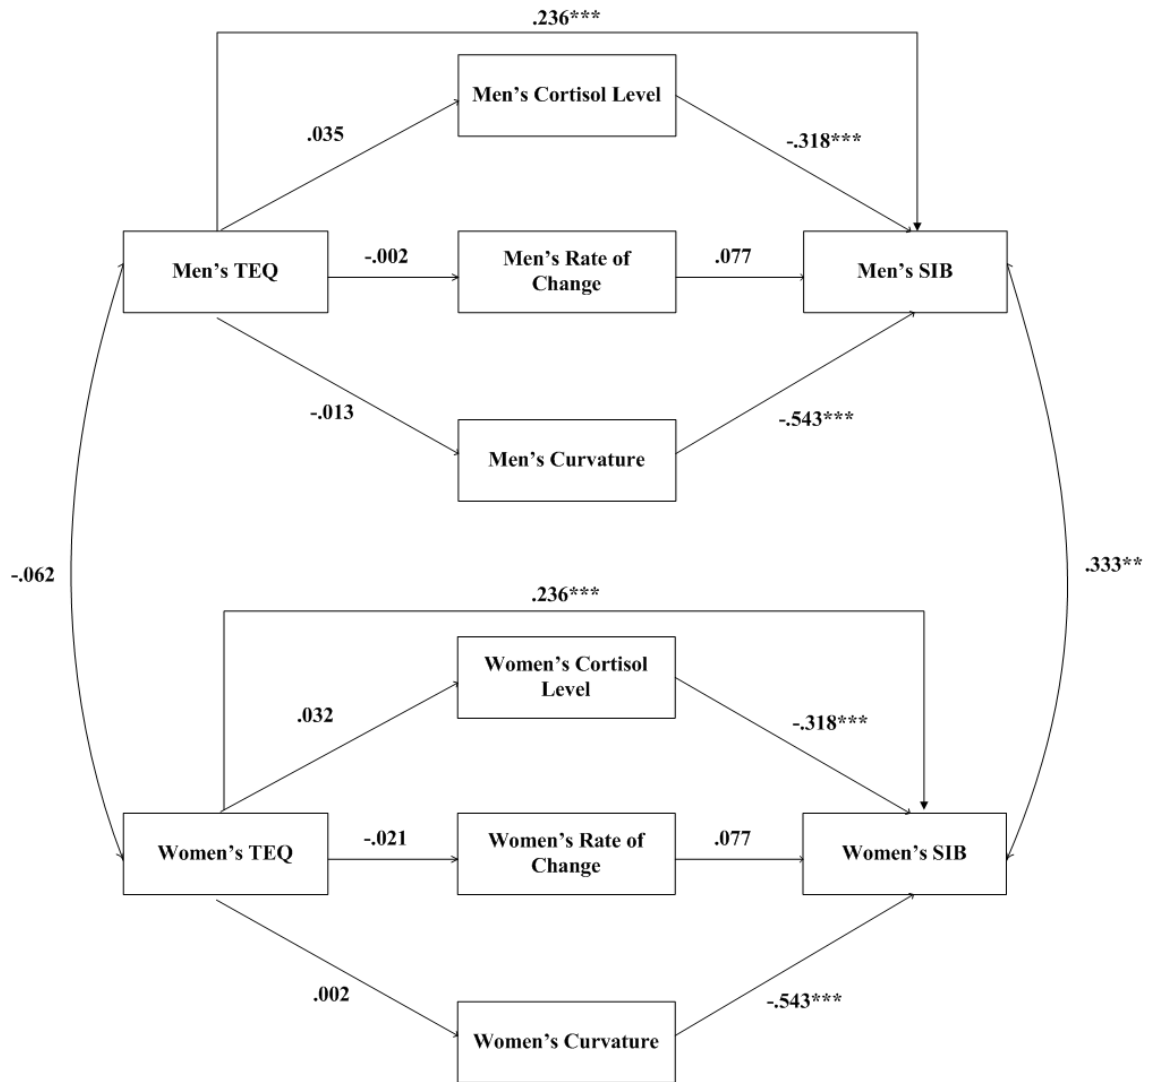 .236***
Men's Cortisol Level
.035
-.318***
Men's TEQ
-.002
Men's Rate of
Change
.077
Men's SIB
-.013
-.543***
Men's Curvature
-.062
.333**
.236***
Women's Cortisol
Level
.032
-.318***
Women's TEQ
-.021
Women's Rate of
Change
.077
Women's SIB
.002
-.543***
Women's Curvature